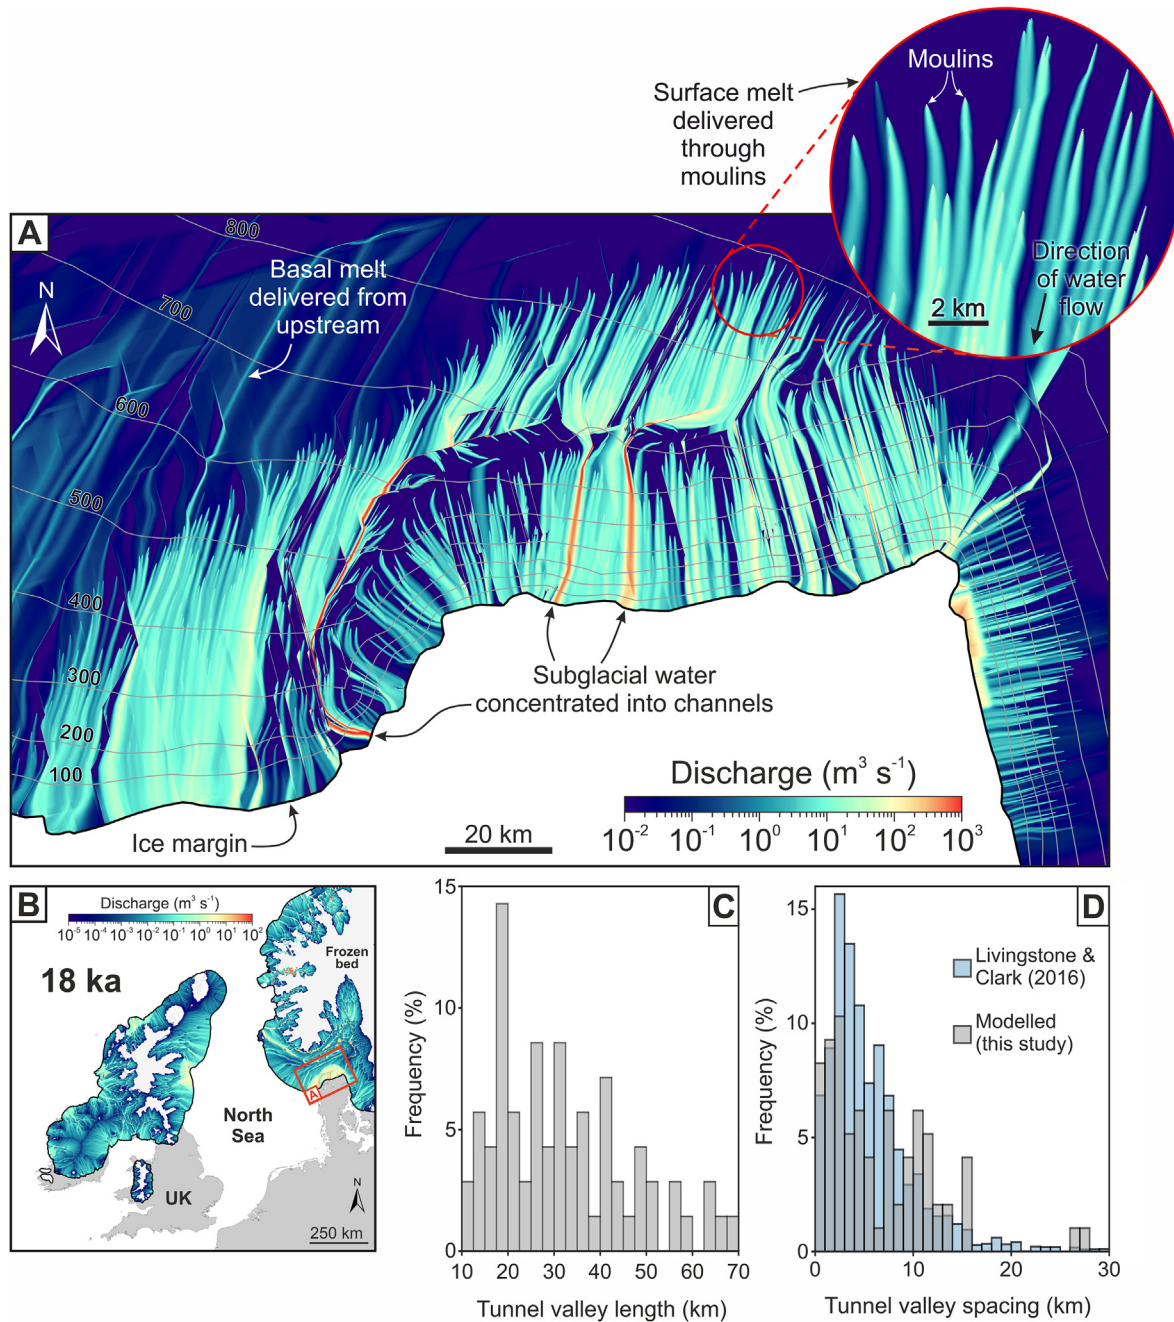 Moulins
Surface melt
delivered
through
moulins
Direction
of water
flow
2 km
A
N
Basal melt
delivered from
upstream
800
700
600
500
400
300
200
100
Subglacial water
concentrated into channels
Ice margin
20 km
Discharge (m³ s⁻¹)
10⁻² 10⁻¹ 10⁰ 10¹ 10² 10³
B
Discharge (m³ s⁻¹)
10⁻⁵ 10⁻⁴ 10⁻³ 10⁻² 10⁻¹ 10⁰ 10¹ 10²
18 ka
Frozen
bed
A
North
Sea
UK
N
250 km
C
15
10
5
0
Frequency (%)
10 20 30 40 50 60 70
Tunnel valley length (km)
D
15
10
5
0
Frequency (%)
Livingstone &
Clark (2016)
Modelled
(this study)
0 10 20 30
Tunnel valley spacing (km)